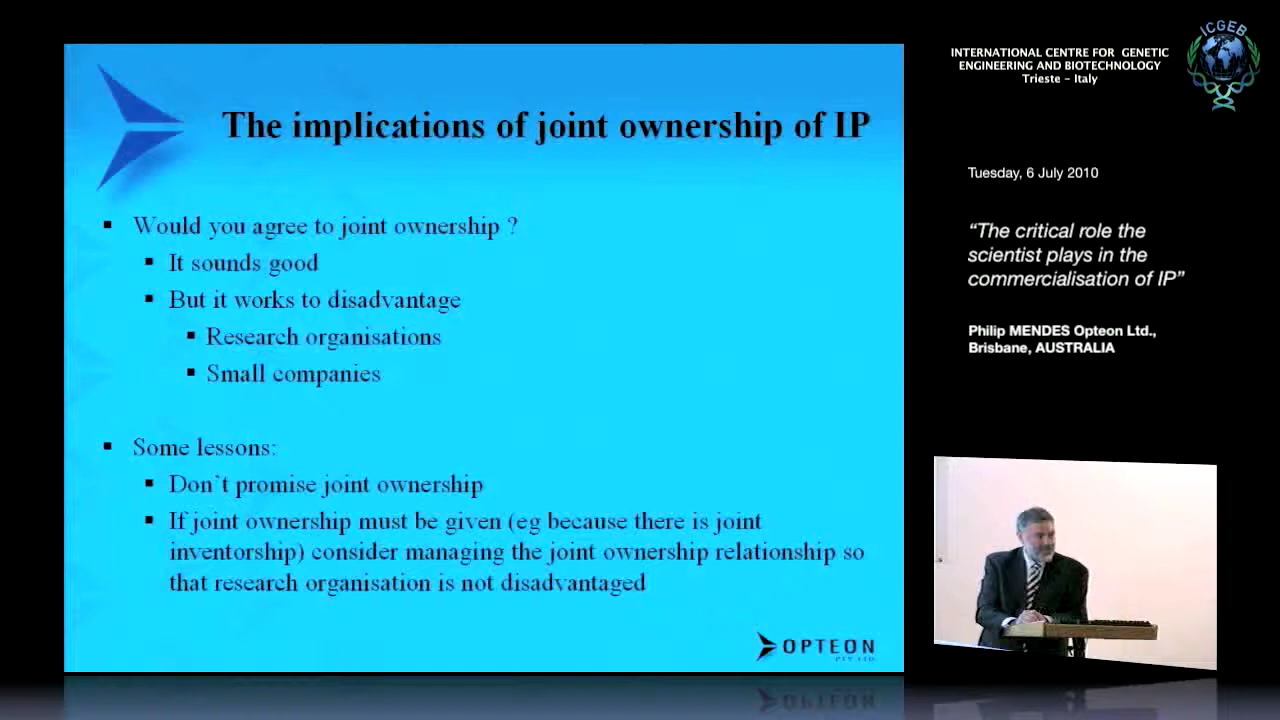 The implications of joint ownership of IP
Would you agree to joint ownership ?
It sounds good
But it works to disadvantage
Research organisations
Small companies
Some lessons:
Don't promise joint ownership
If joint ownership must be given (eg because there is joint
inventorship) consider managing the joint ownership relationship so
that research organisation is not disadvantaged
OPTEON
PTY LTD
INTERNATIONAL CENTRE FOR GENETIC
ENGINEERING AND BIOTECHNOLOGY
Trieste - Italy
ICGEB
Tuesday, 6 July 2010
“The critical role the
scientist plays in the
commercialisation of IP”
Philip MENDES Opteon Ltd.,
Brisbane, AUSTRALIA